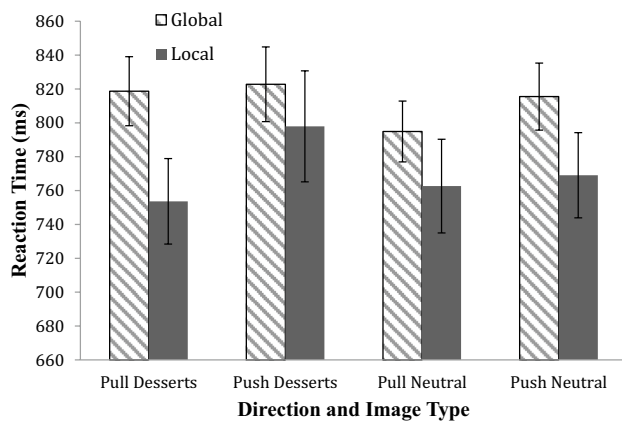 860
840
820
800
780
760
740
720
700
680
660
Reaction Time (ms)
Global
Local
Pull Desserts
Push Desserts
Pull Neutral
Push Neutral
Direction and Image Type